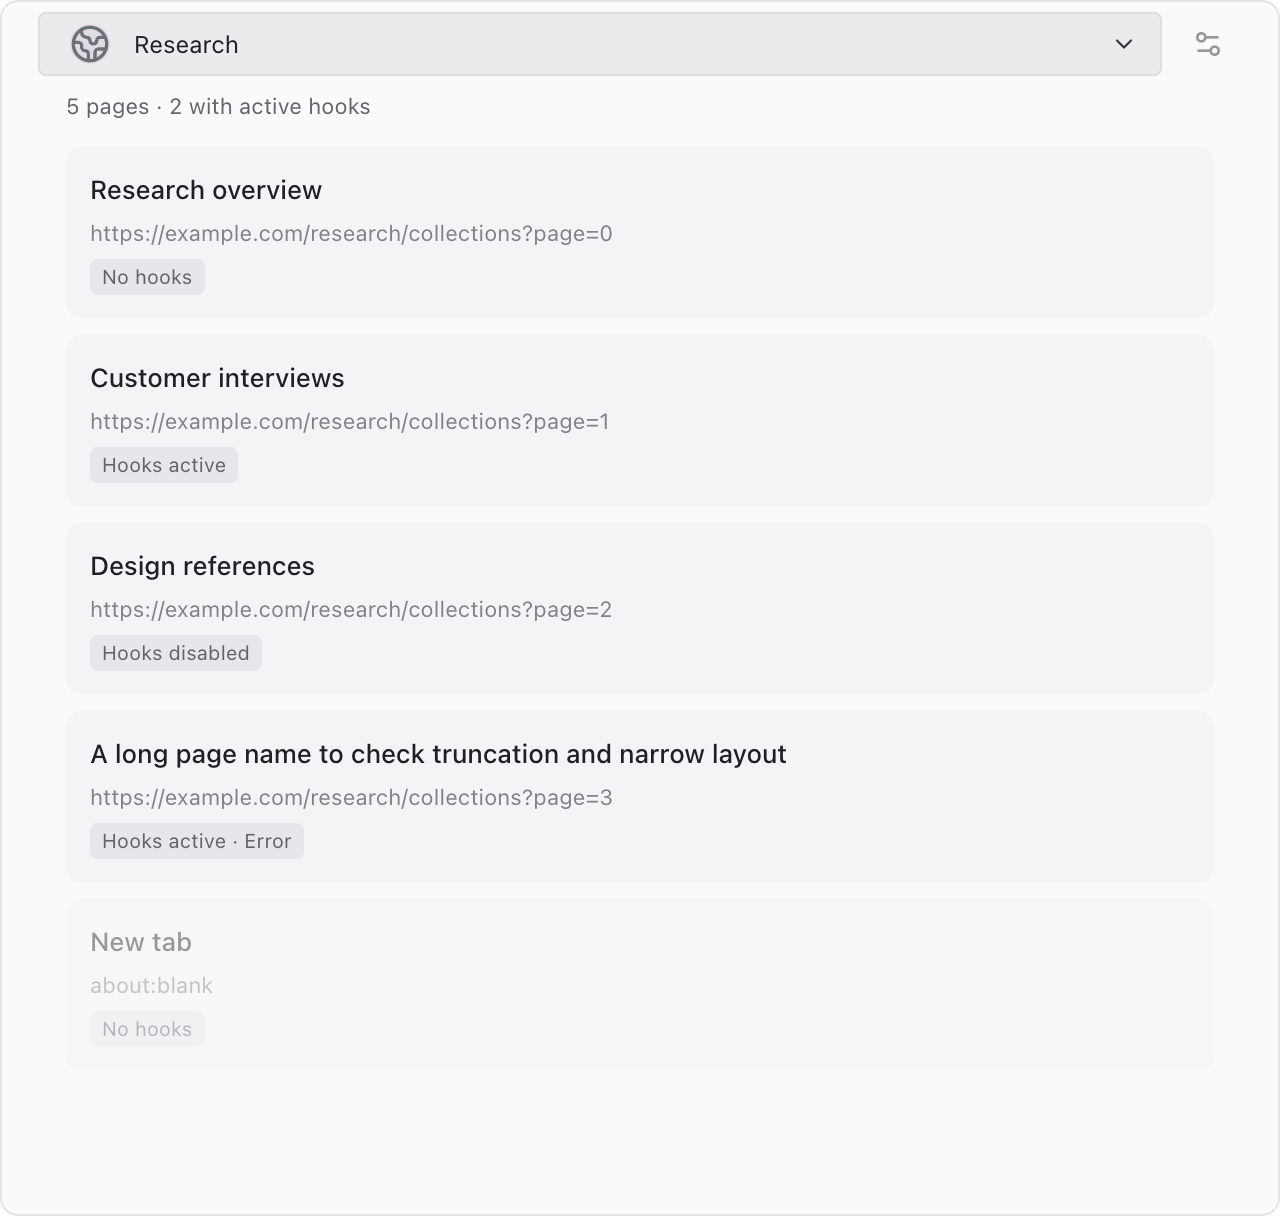 Research
5 pages · 2 with active hooks
Research overview
https://example.com/research/collections?page=0
No hooks
Customer interviews
https://example.com/research/collections?page=1
Hooks active
Design references
https://example.com/research/collections?page=2
Hooks disabled
A long page name to check truncation and narrow layout
https://example.com/research/collections?page=3
Hooks active · Error
New tab
about:blank
No hooks